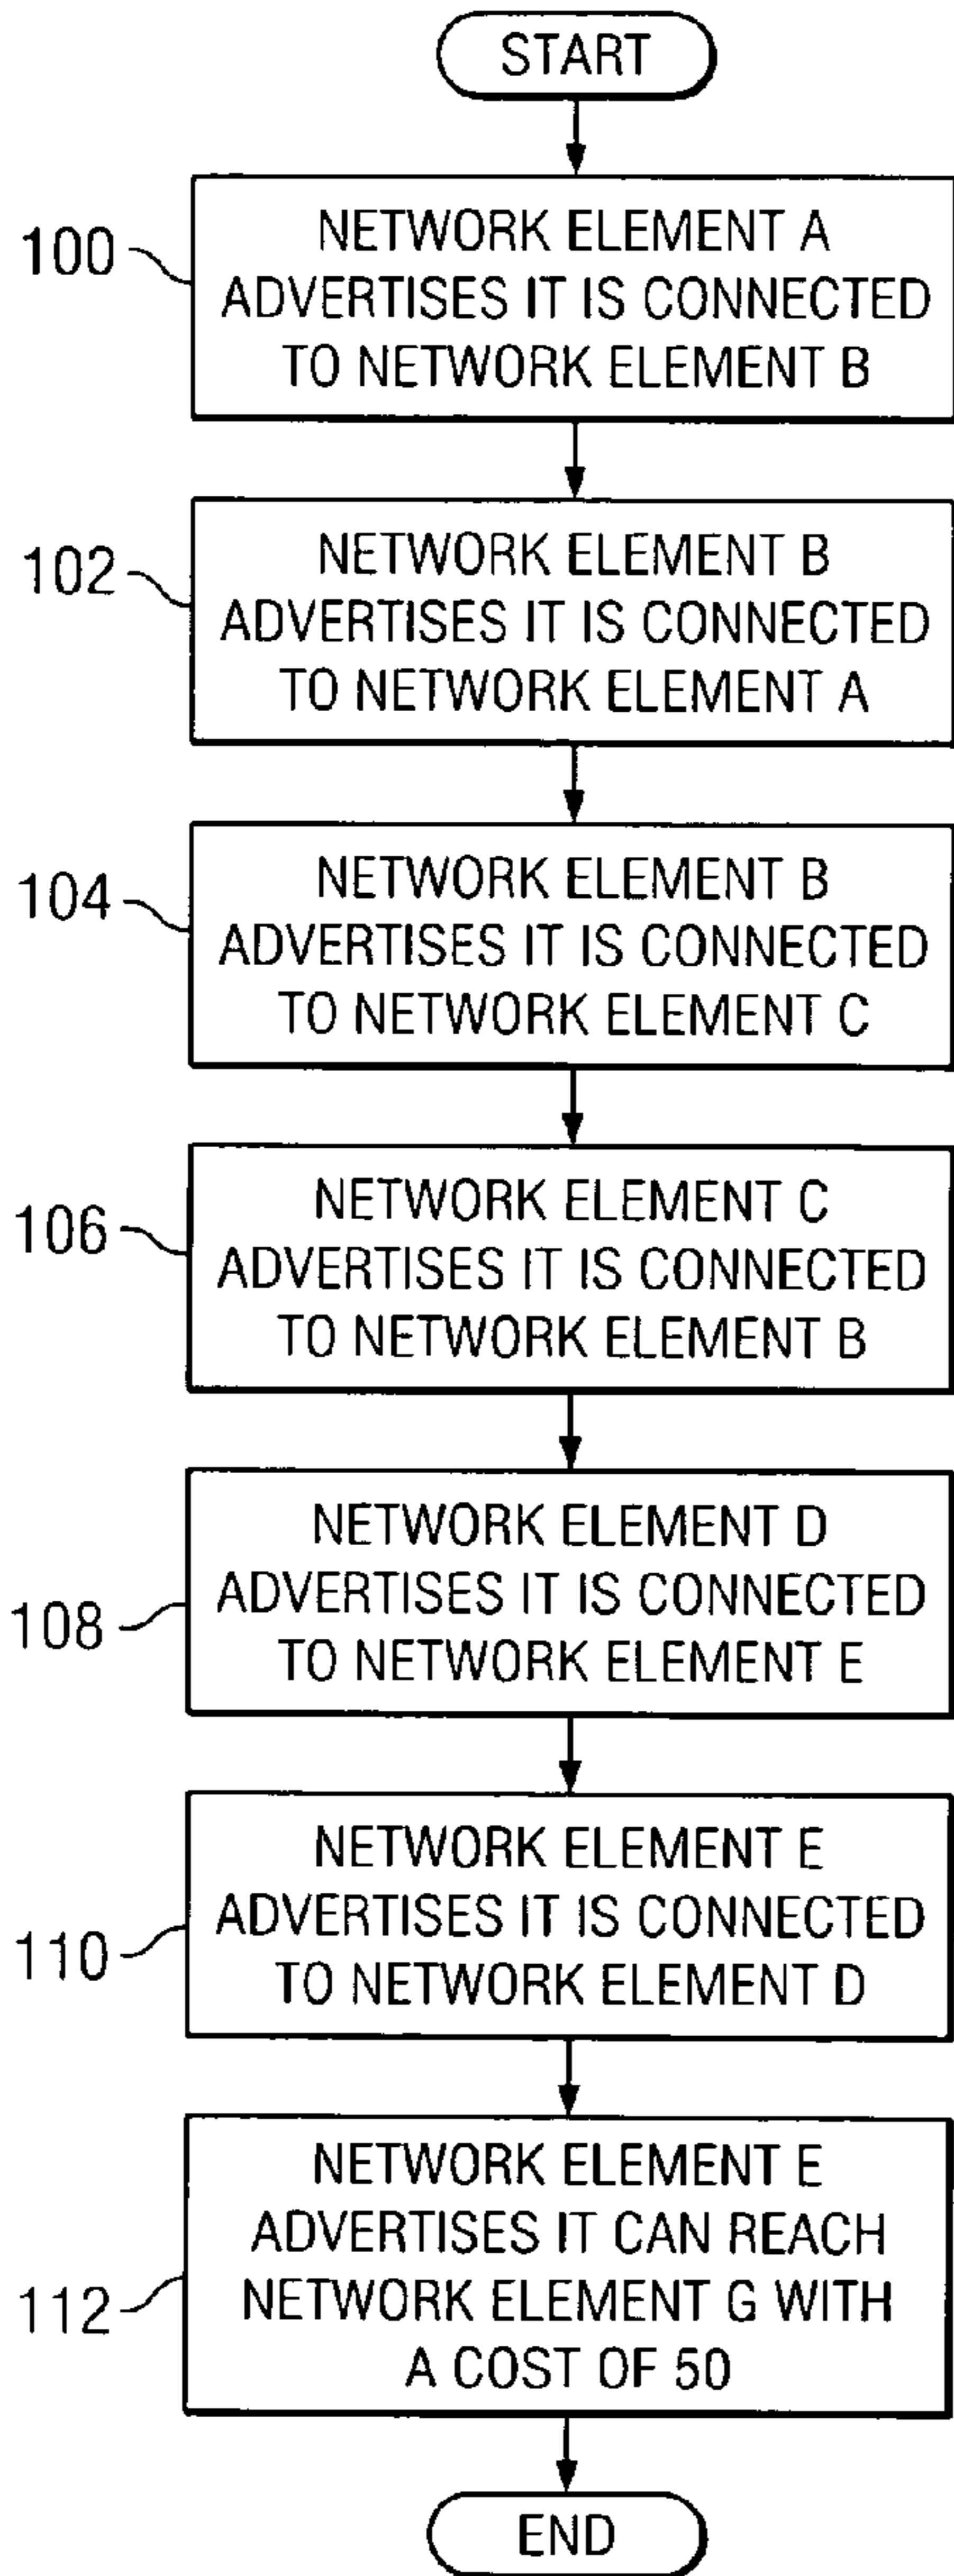 START
100
NETWORK ELEMENT A
ADVERTISES IT IS CONNECTED
TO NETWORK ELEMENT B
102
NETWORK ELEMENT B
ADVERTISES IT IS CONNECTED
TO NETWORK ELEMENT A
104
NETWORK ELEMENT B
ADVERTISES IT IS CONNECTED
TO NETWORK ELEMENT C
106
NETWORK ELEMENT C
ADVERTISES IT IS CONNECTED
TO NETWORK ELEMENT B
108
NETWORK ELEMENT D
ADVERTISES IT IS CONNECTED
TO NETWORK ELEMENT E
110
NETWORK ELEMENT E
ADVERTISES IT IS CONNECTED
TO NETWORK ELEMENT D
112
NETWORK ELEMENT E
ADVERTISES IT CAN REACH
NETWORK ELEMENT G WITH
A COST OF 50
END